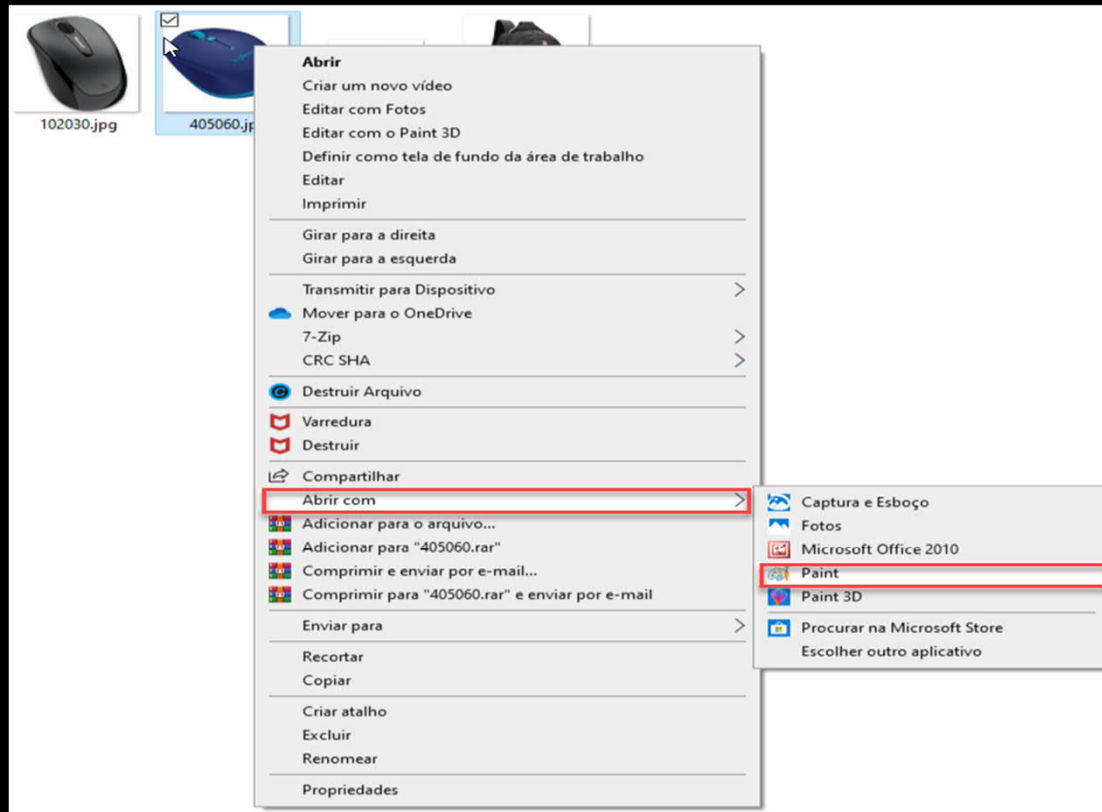 102030.jpg
405060.jp
Abrir
Criar um novo vídeo
Editar com Fotos
Editar com o Paint 3D
Definir como tela de fundo da área de trabalho
Editar
Imprimir
Girar para a direita
Girar para a esquerda
Transmitir para Dispositivo
Mover para o OneDrive
7-Zip
CRC SHA
Destruir Arquivo
Varredura
Destruir
Compartilhar
Abrir com
Adicionar para o arquivo...
Adicionar para "405060.rar"
Comprimir e enviar por e-mail...
Comprimir para "405060.rar" e enviar por e-mail
Enviar para
Recortar
Copiar
Criar atalho
Excluir
Renomear
Propriedades
Captura e Esboço
Fotos
Microsoft Office 2010
Paint
Paint 3D
Procurar na Microsoft Store
Escolher outro aplicativo